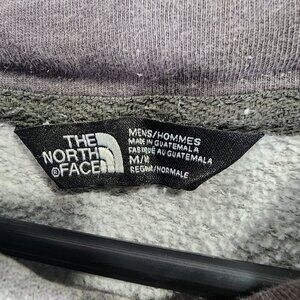 THE
NORTH
®FACE
MENS/HOMMES
MADE IN GUATEMALA
FABRIQUÉ AU GUATEMALA
M/M
REGULAR/NORMALE